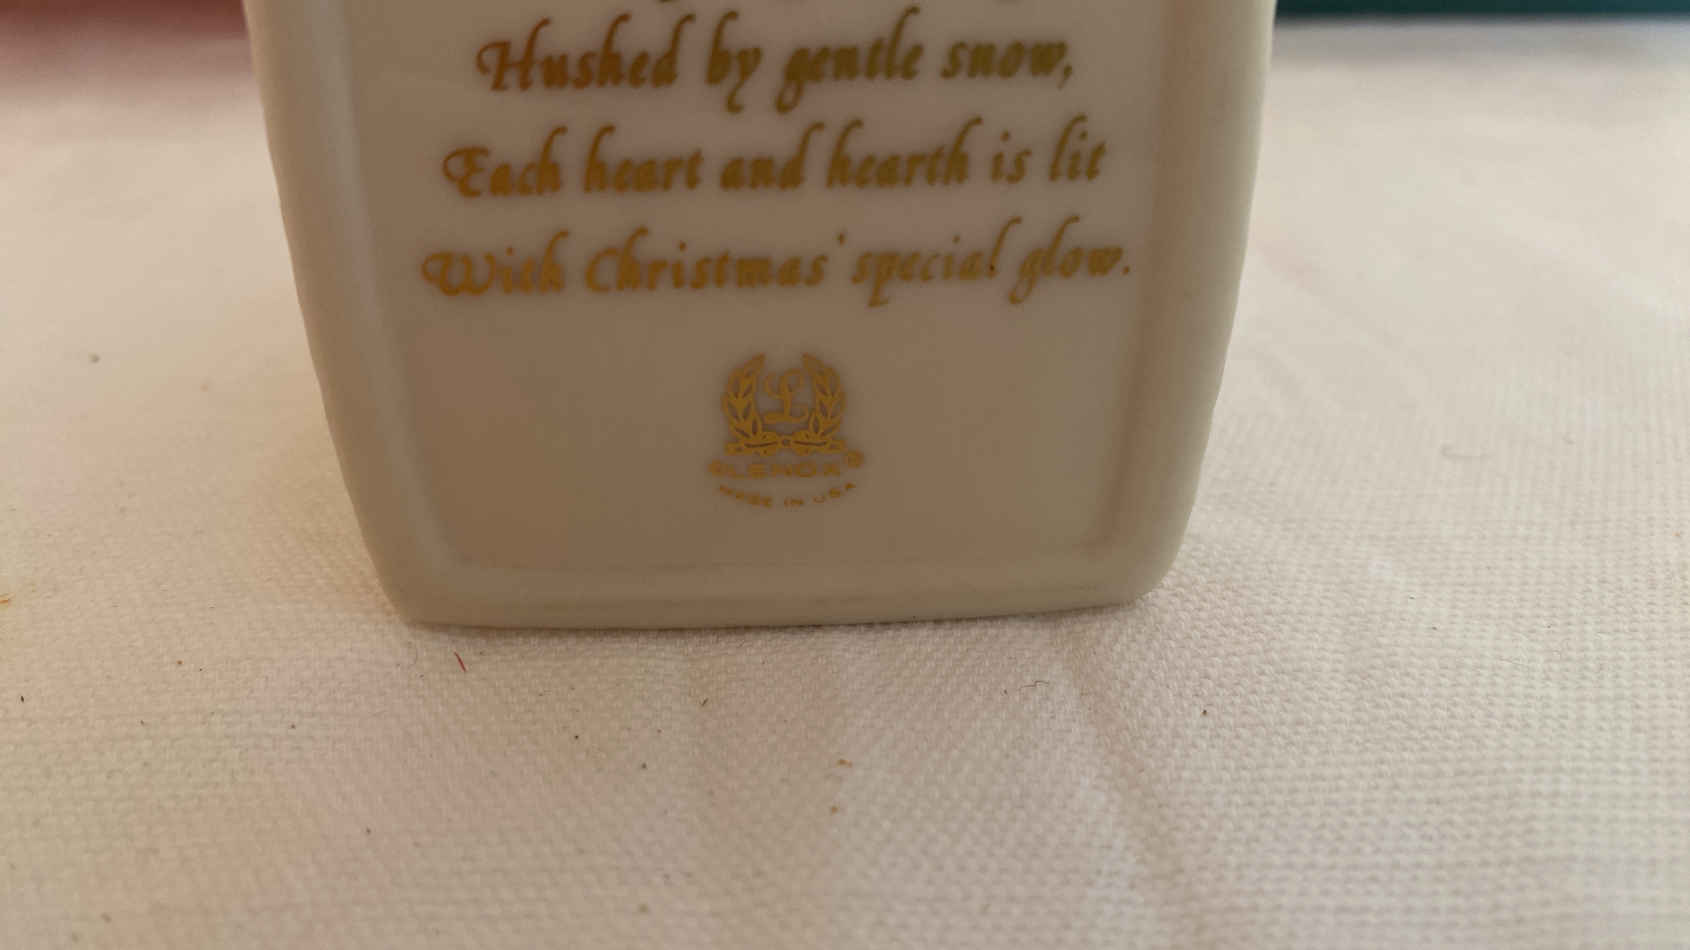 Hushed by gentle snow,
Each heart and hearth is lit
With Christmas' special glow.
L
©LENOX®
MADE IN USA